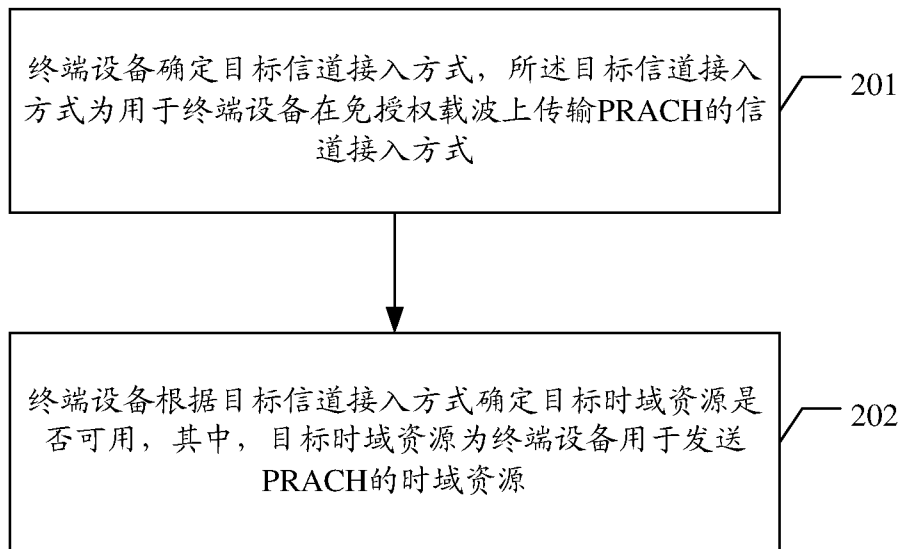 终端设备确定目标信道接入方式，所述目标信道接入
方式为用于终端设备在免授权载波上传输PRACH的信
道接入方式
201
终端设备根据目标信道接入方式确定目标时域资源是
否可用，其中，目标时域资源为终端设备用于发送
PRACH的时域资源
202